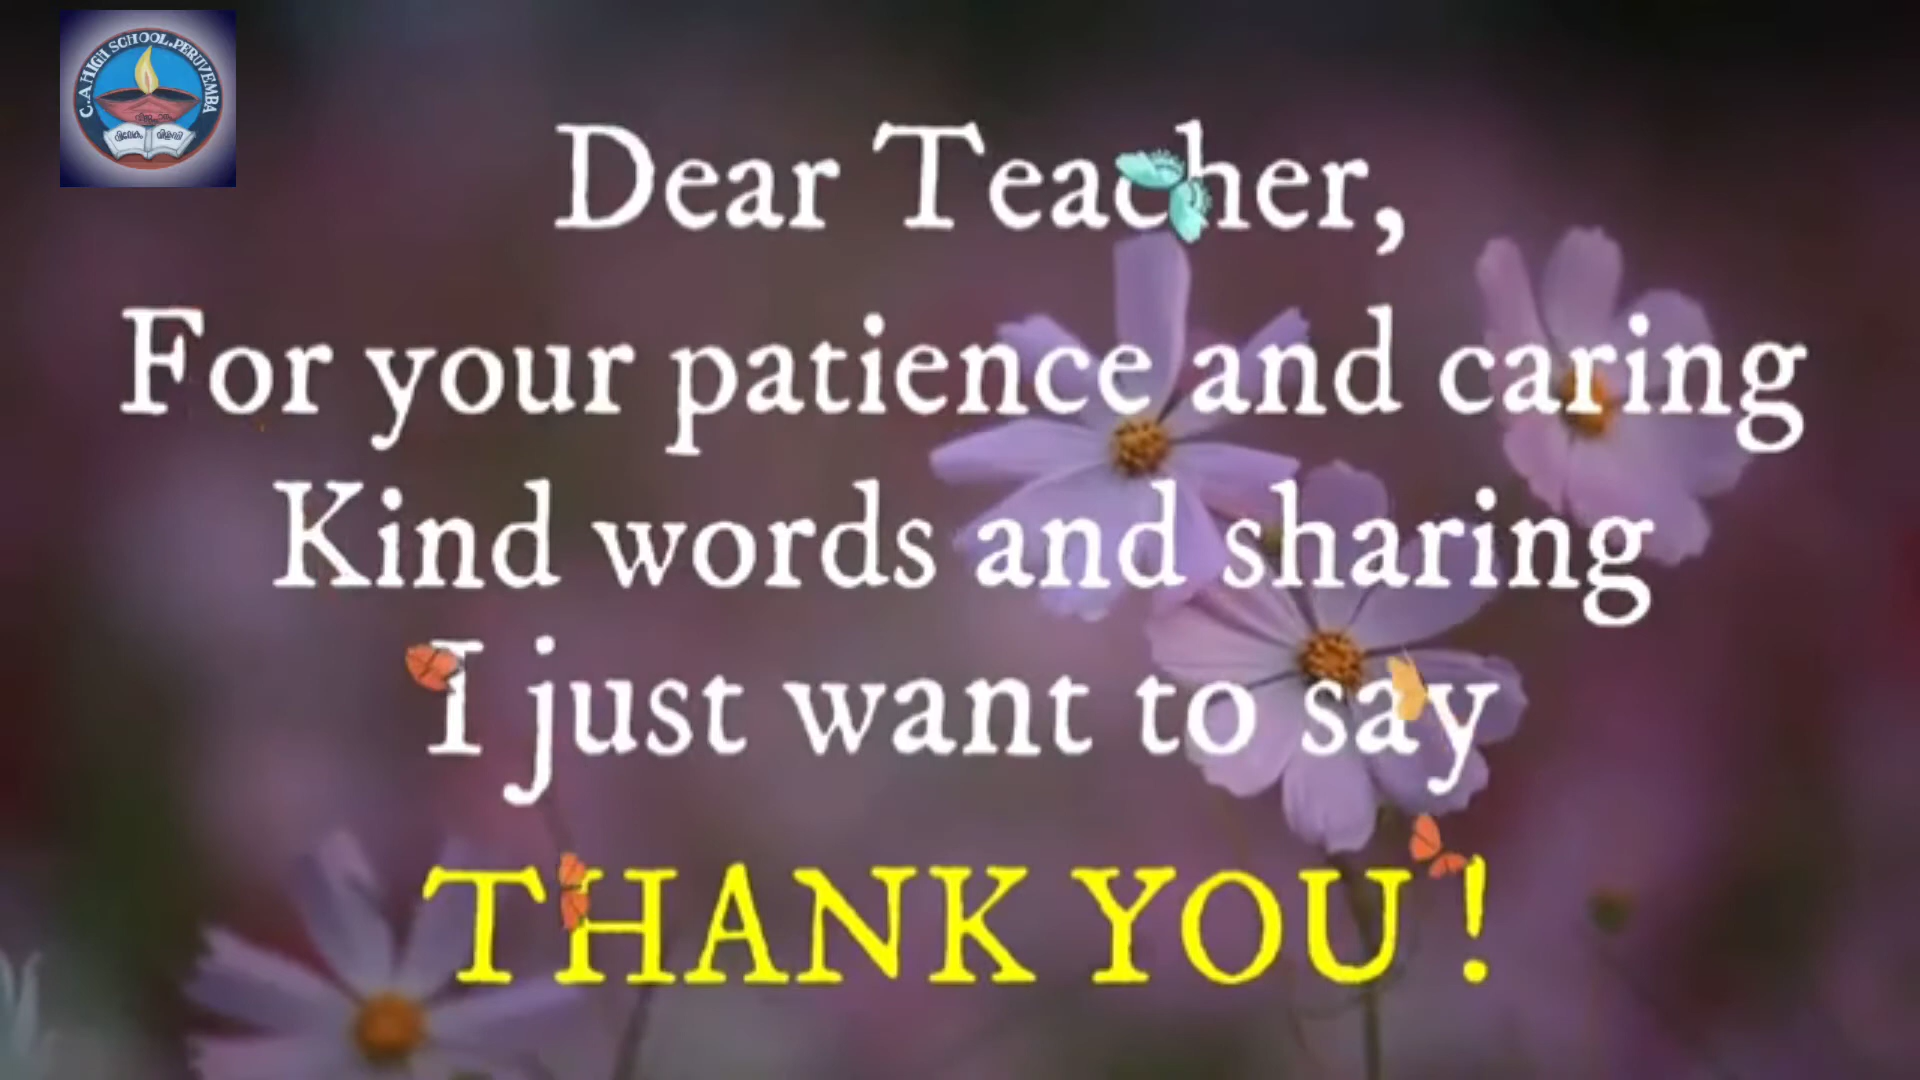 C.A HIGH SCHOOL.PERUVEMBA
Dear Teacher,
For your patience and caring
Kind words and sharing
I just want to say
THANK YOU !